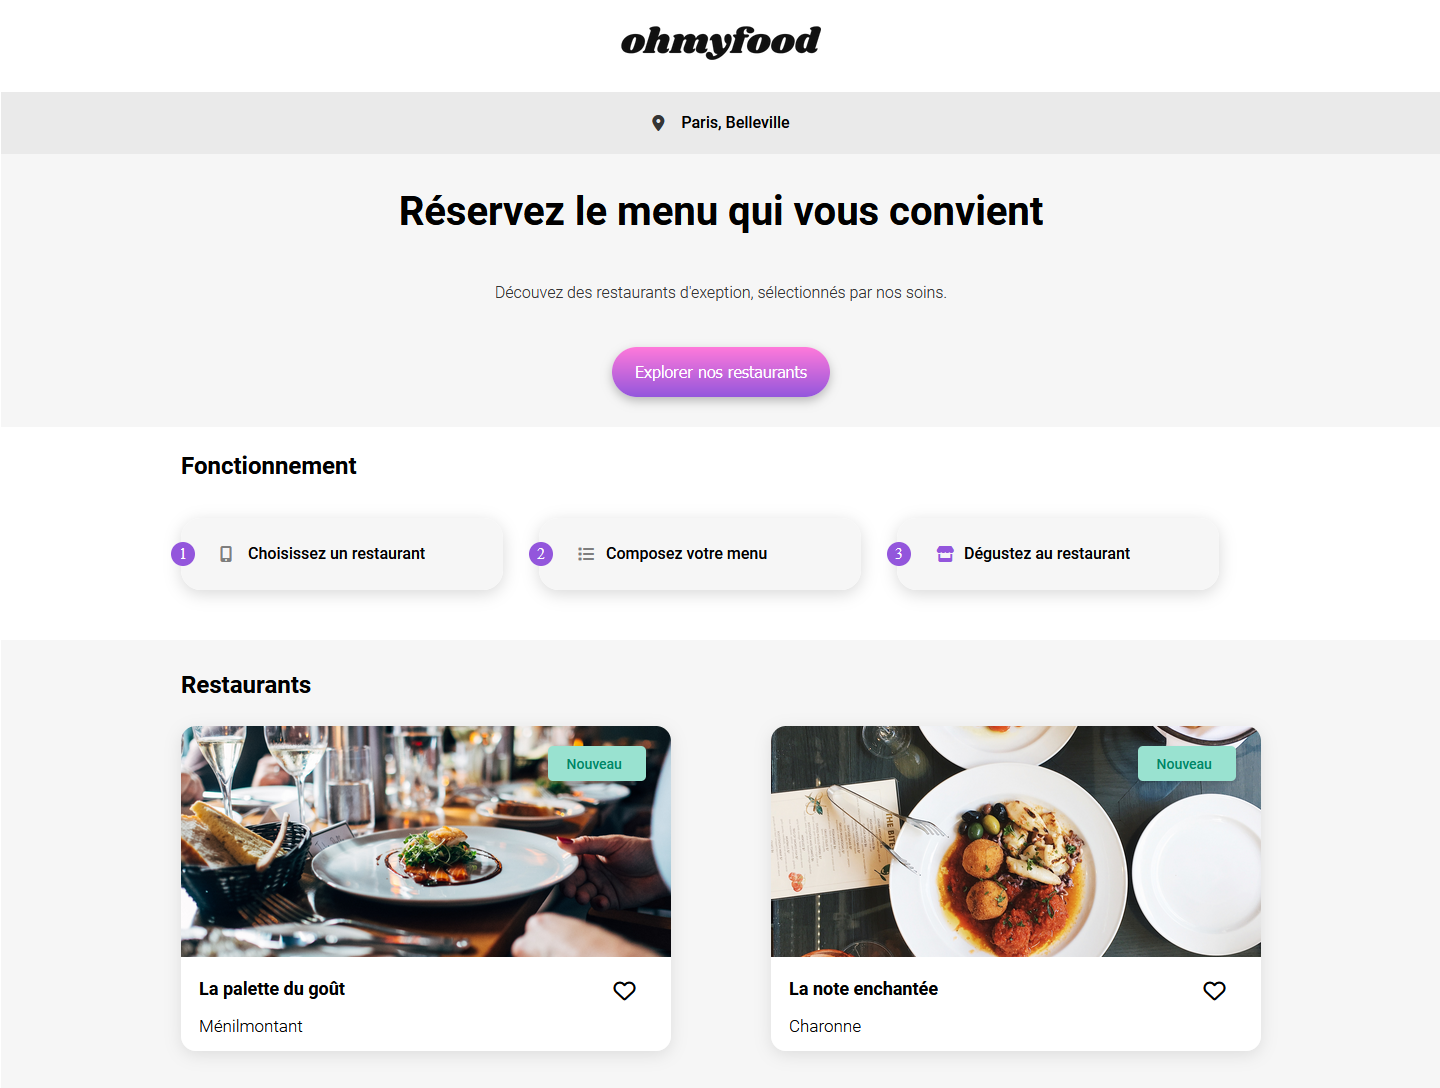 ohmyfood
Paris, Belleville
Réservez le menu qui vous convient
Découvez des restaurants d'exeption, sélectionnés par nos soins.
Explorer nos restaurants
Fonctionnement
1 Choisissez un restaurant
2 Composez votre menu
3 Dégustez au restaurant
Restaurants
Nouveau
La palette du goût
Ménilmontant
Nouveau
La note enchantée
Charonne